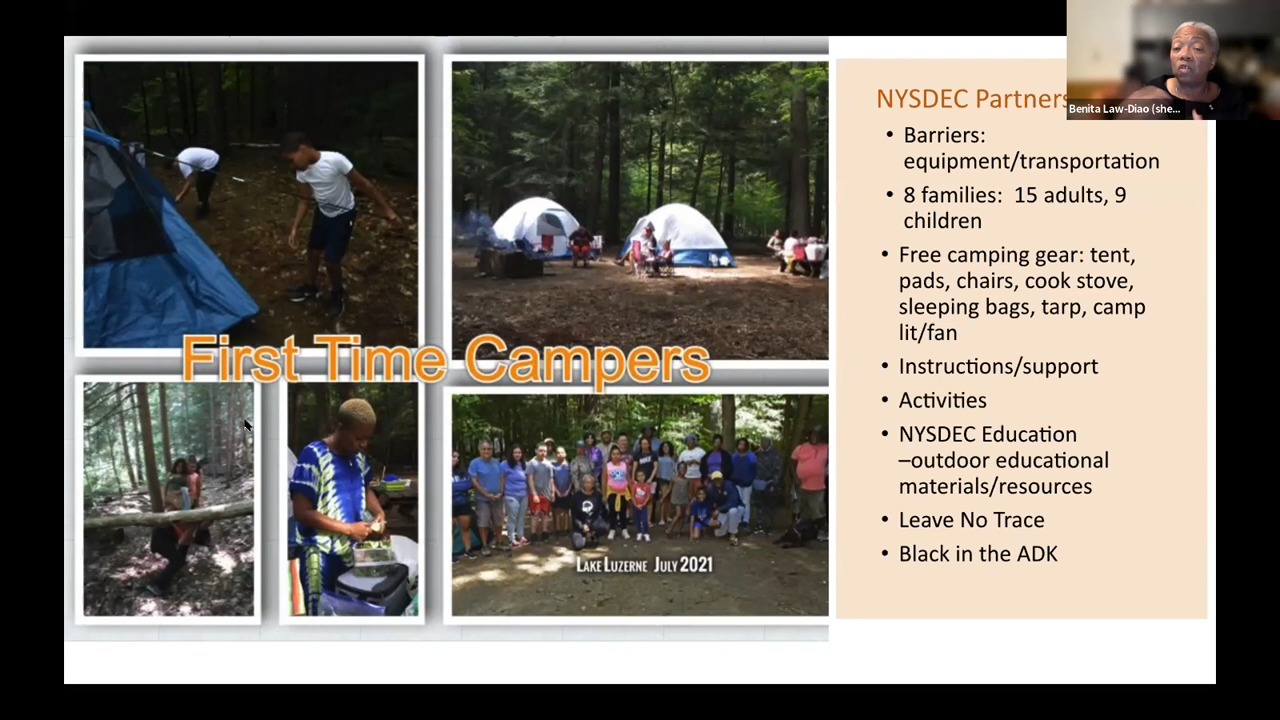 Benita Law-Diao (she...
NYSDEC Partners
• Barriers:
equipment/transportation
• 8 families: 15 adults, 9
children
• Free camping gear: tent,
pads, chairs, cook stove,
sleeping bags, tarp, camp
lit/fan
• Instructions/support
• Activities
• NYSDEC Education
–outdoor educational
materials/resources
• Leave No Trace
• Black in the ADK
First Time Campers
Lake Luzerne July 2021